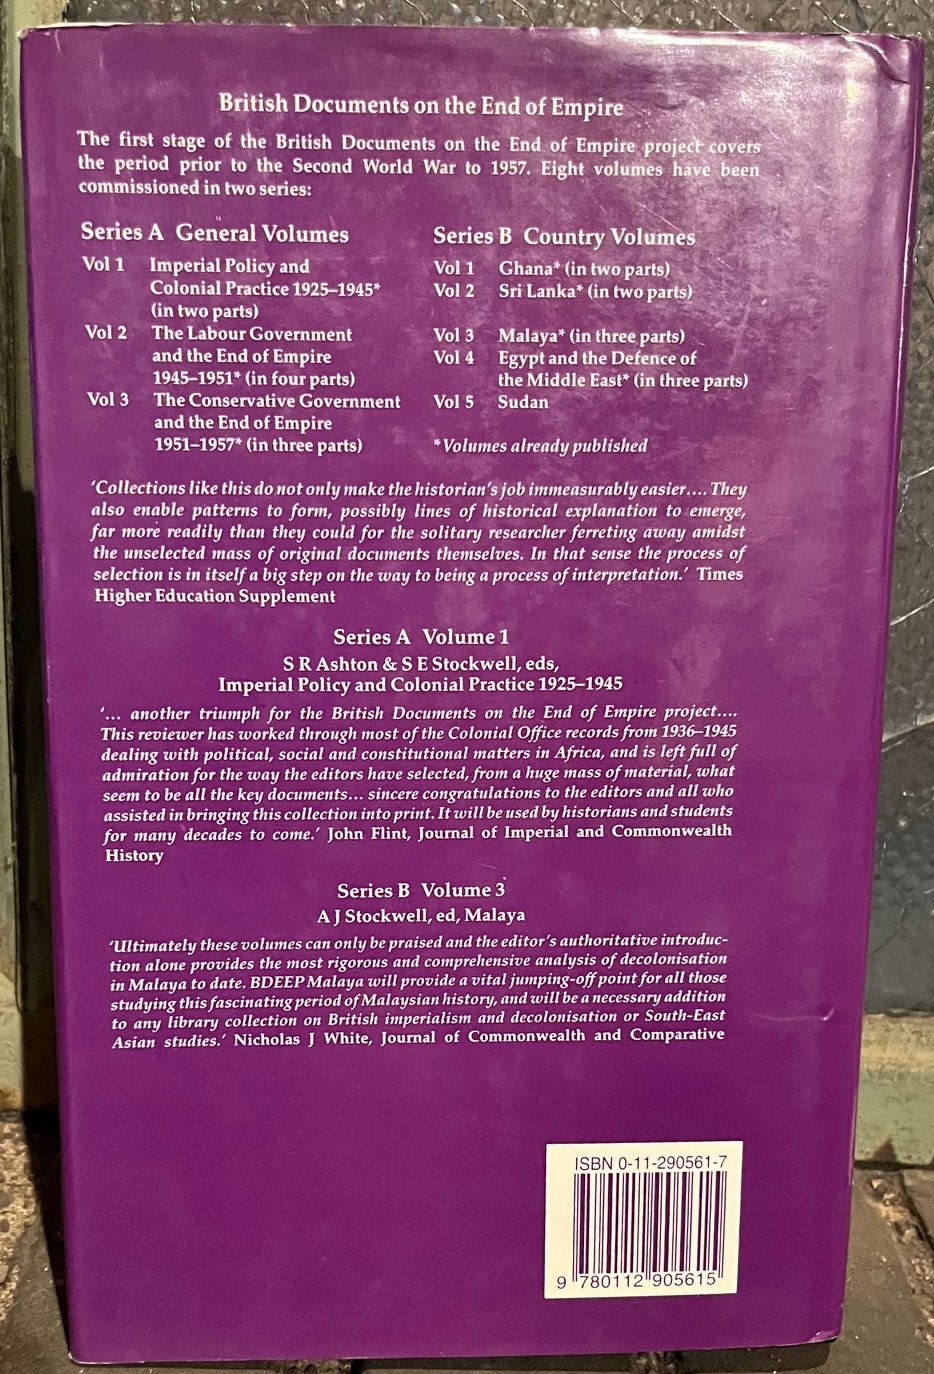 British Documents on the End of Empire
The first stage of the British Documents on the End of Empire project covers
the period prior to the Second World War to 1957. Eight volumes have been
commissioned in two series:
Series A General Volumes
Vol 1 Imperial Policy and
Colonial Practice 1925–1945*
(in two parts)
Vol 2 The Labour Government
and the End of Empire
1945–1951* (in four parts)
Vol 3 The Conservative Government
and the End of Empire
1951–1957* (in three parts)
Series B Country Volumes
Vol 1 Ghana* (in two parts)
Vol 2 Sri Lanka* (in two parts)
Vol 3 Malaya* (in three parts)
Vol 4 Egypt and the Defence of
the Middle East* (in three parts)
Vol 5 Sudan
*Volumes already published
‘Collections like this do not only make the historian's job immeasurably easier.... They
also enable patterns to form, possibly lines of historical explanation to emerge,
far more readily than they could for the solitary researcher ferreting away amidst
the unselected mass of original documents themselves. In that sense the process of
selection is in itself a big step on the way to being a process of interpretation.’ Times
Higher Education Supplement
Series A Volume 1
S R Ashton & S E Stockwell, eds,
Imperial Policy and Colonial Practice 1925–1945
‘... another triumph for the British Documents on the End of Empire project....
This reviewer has worked through most of the Colonial Office records from 1936–1945
dealing with political, social and constitutional matters in Africa, and is left full of
admiration for the way the editors have selected, from a huge mass of material, what
seem to be all the key documents... sincere congratulations to the editors and all who
assisted in bringing this collection into print. It will be used by historians and students
for many decades to come.’ John Flint, Journal of Imperial and Commonwealth
History
Series B Volume 3
A J Stockwell, ed, Malaya
‘Ultimately these volumes can only be praised and the editor's authoritative introduc-
tion alone provides the most rigorous and comprehensive analysis of decolonisation
in Malaya to date. BDEEP Malaya will provide a vital jumping-off point for all those
studying this fascinating period of Malaysian history, and will be a necessary addition
to any library collection on British imperialism and decolonisation or South-East
Asian studies.’ Nicholas J White, Journal of Commonwealth and Comparative
ISBN 0-11-290561-7
9 780112 905615